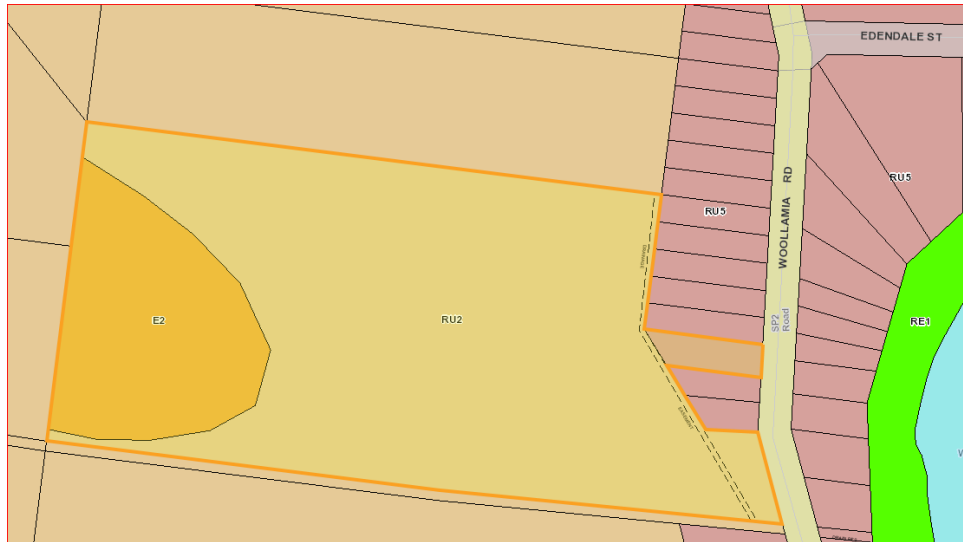 EDENDALE ST
RU5
WOOLLAMIA RD
RU5
E2
RU2
SP2
Road
RE1
W